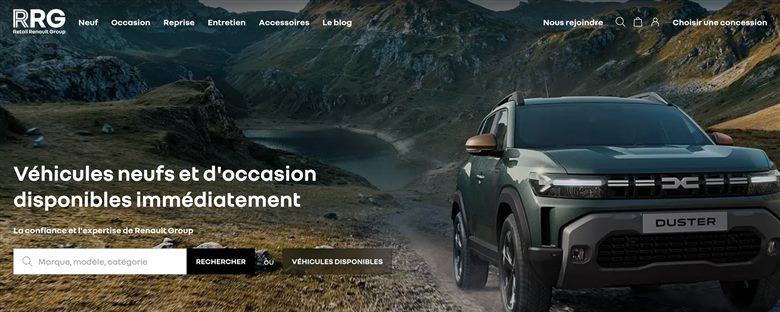 RRG
Retail Renault Group
Neuf
Occasion
Reprise
Entretien
Accessoires
Le blog
Nous rejoindre
Choisir une concession
Véhicules neufs et d'occasion
disponibles immédiatement
La confiance et l'expertise de Renault Group
Marque, modèle, catégorie
RECHERCHER
ou
VÉHICULES DISPONIBLES
DUSTER